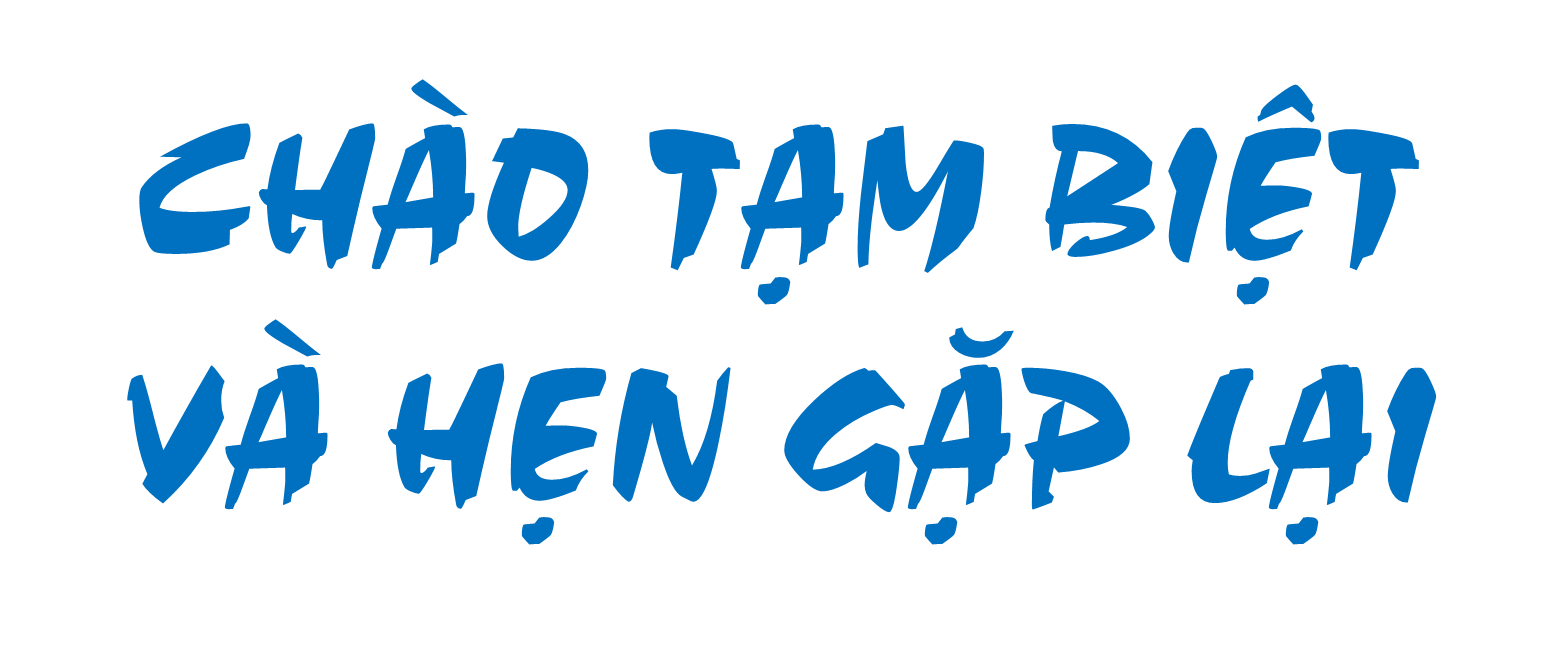 CHÀO TẠM BIỆT
VÀ HẸN GẶP LẠI